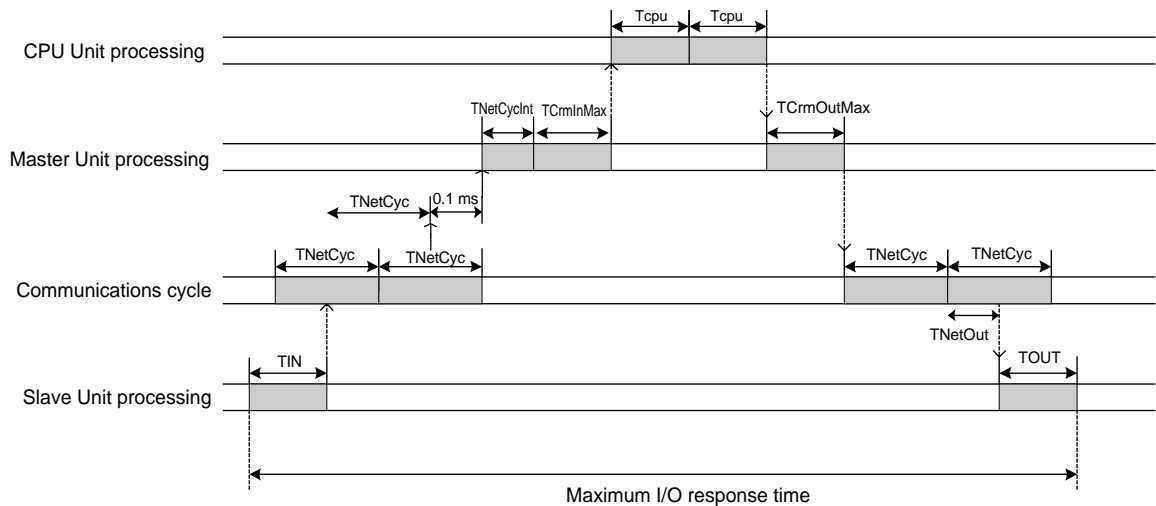 Tcpu Tcpu
CPU Unit processing
TNetCycInt TCrmInMax TCrmOutMax
Master Unit processing
TNetCyc 0.1 ms
TNetCyc TNetCyc TNetCyc TNetCyc
Communications cycle
TNetOut
TIN TOUT
Slave Unit processing
Maximum I/O response time